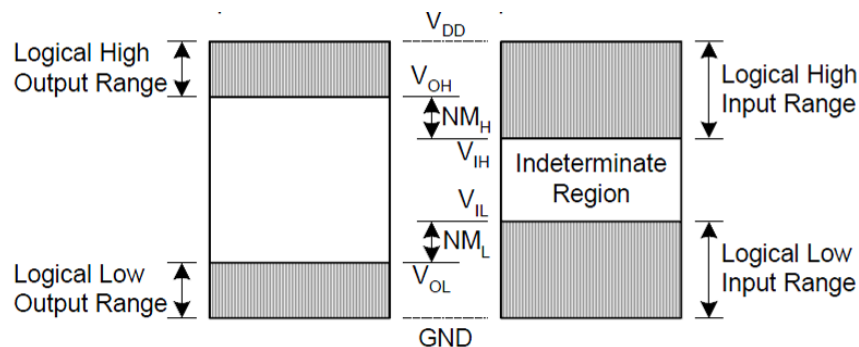 V_DD
Logical High
Output Range
V_OH
NM_H
Logical High
Input Range
V_IH
Indeterminate
Region
V_IL
NM_L
Logical Low
Output Range
V_OL
Logical Low
Input Range
GND